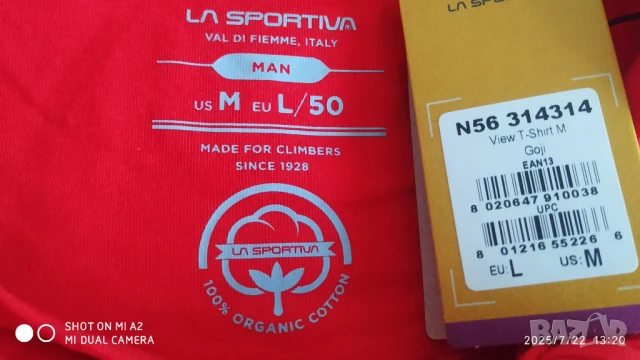 LA SPORTIVA
VAL DI FIEMME, ITALY
MAN
US M EU L/50
MADE FOR CLIMBERS
SINCE 1928
LA SPORTIVA
100% ORGANIC COTTON
N56 314314
View T-Shirt M
Goji
EAN13
8 020647 910038
UPC
8 01216 55226 6
EU: L US: M
SHOT ON MI A2
MI DUAL CAMERA
BAZAR
2025/7/22 13:20